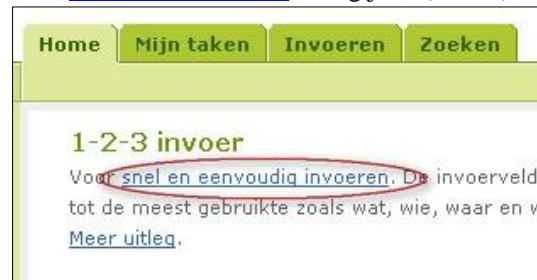 Home Mijn taken Invoeren Zoeken
1-2-3 invoer
Voor snel en eenvoudig invoeren. De invoerveld
tot de meest gebruikte zoals wat, wie, waar en
Meer uitleg.